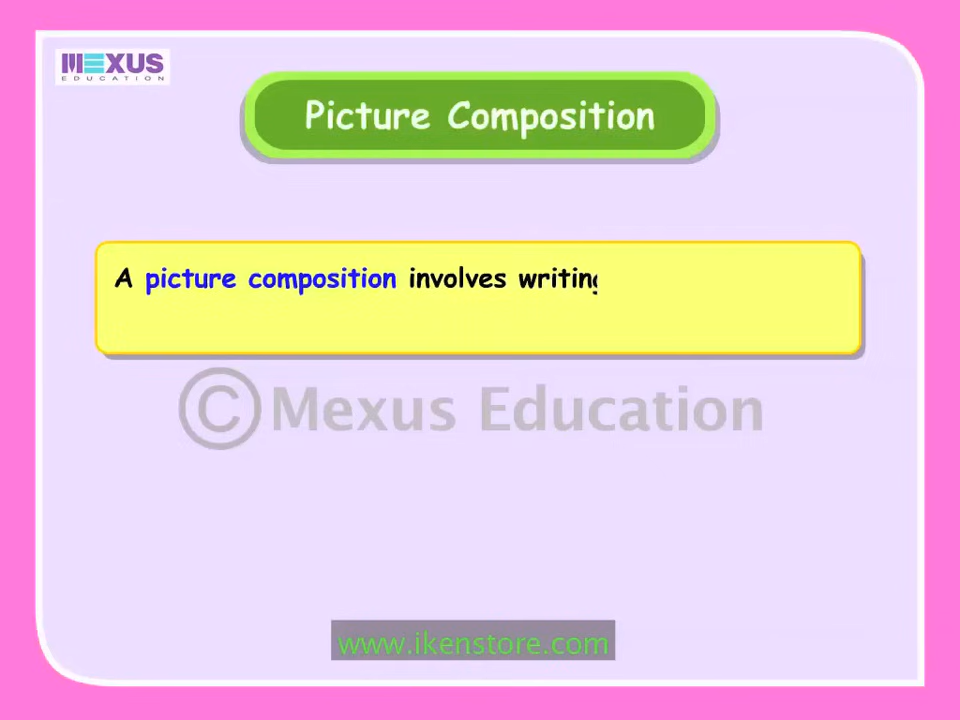 MEXUS
EDUCATION
Picture Composition
A picture composition involves writing
© Mexus Education
www.ikenstore.com